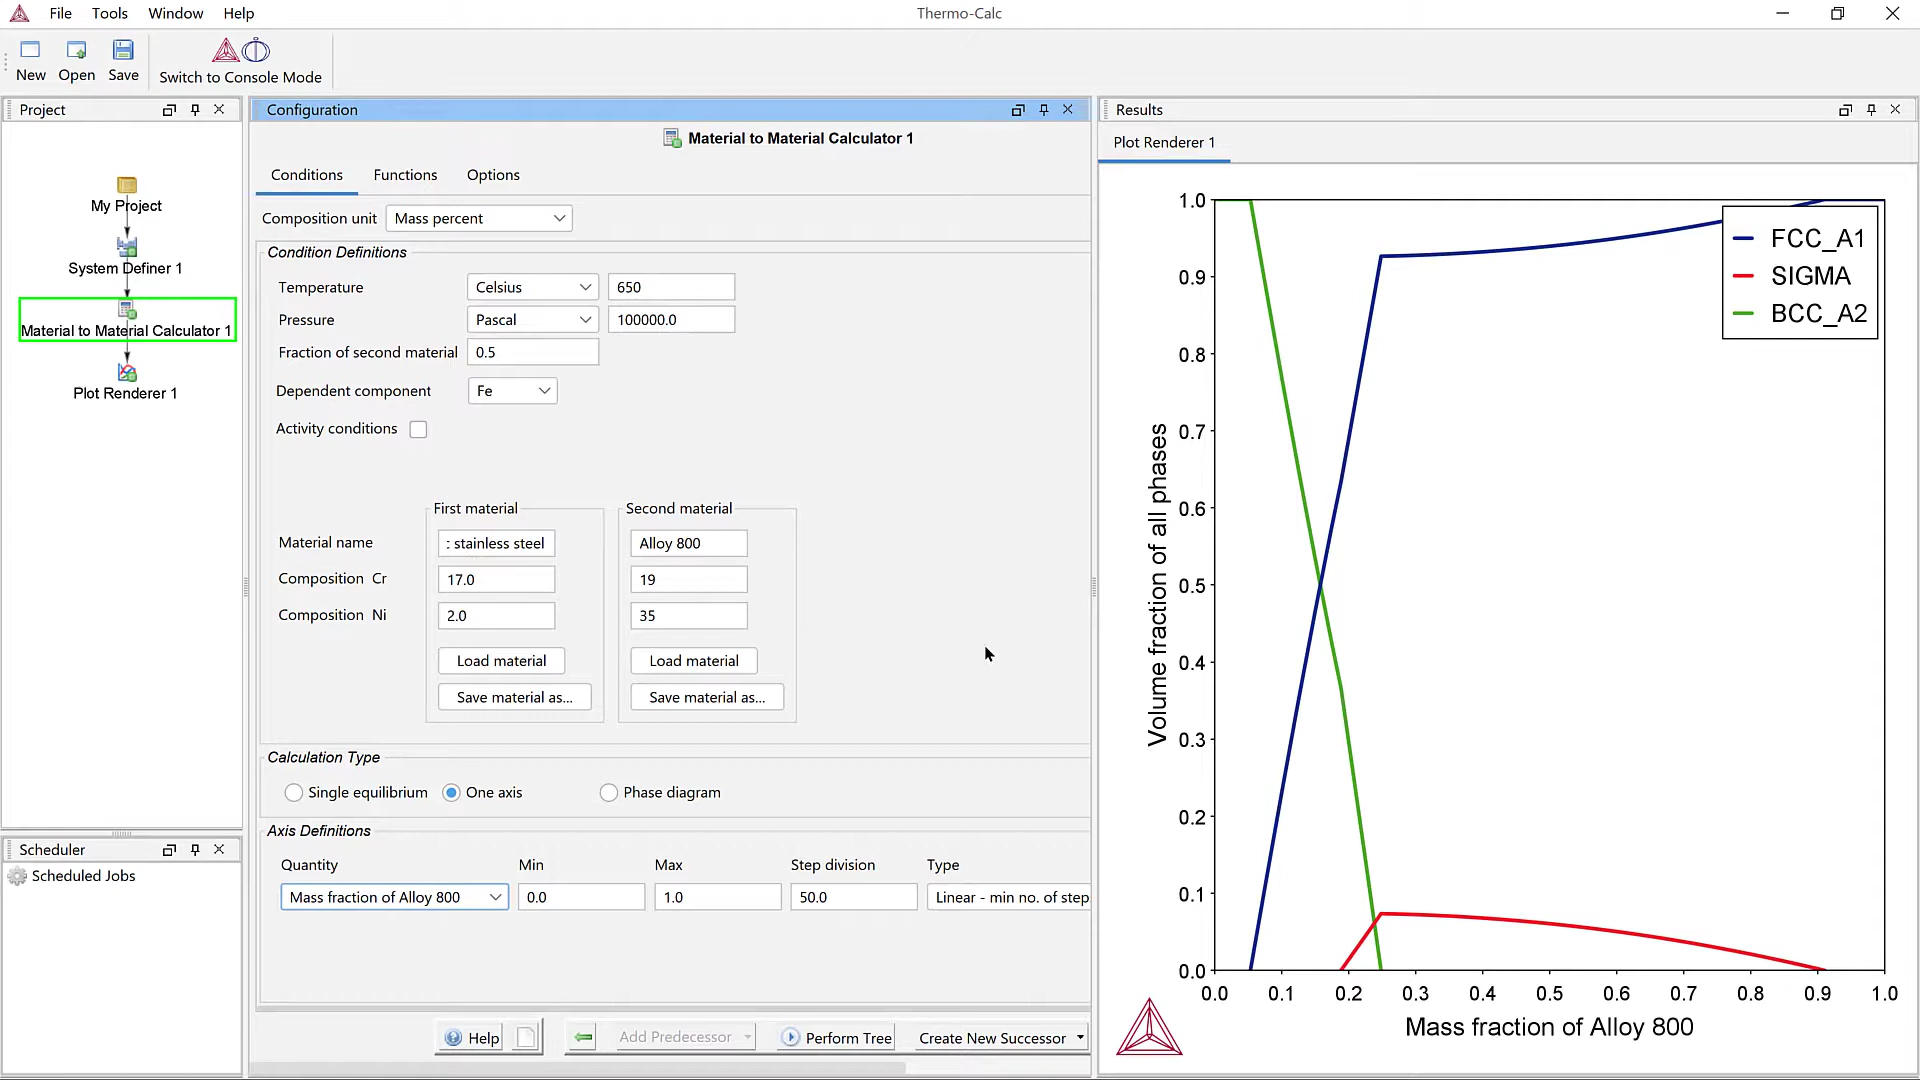 File Tools Window Help
Thermo-Calc
New Open Save Switch to Console Mode
Project
My Project
System Definer 1
Material to Material Calculator 1
Plot Renderer 1
Scheduler
Scheduled Jobs
Configuration
Material to Material Calculator 1
Conditions Functions Options
Composition unit Mass percent
Condition Definitions
Temperature Celsius 650
Pressure Pascal 100000.0
Fraction of second material 0.5
Dependent component Fe
Activity conditions
First material Second material
Material name : stainless steel Alloy 800
Composition Cr 17.0 19
Composition Ni 2.0 35
Load material Load material
Save material as... Save material as...
Calculation Type
Single equilibrium One axis Phase diagram
Axis Definitions
Quantity Min Max Step division Type
Mass fraction of Alloy 800 0.0 1.0 50.0 Linear - min no. of step
Help Add Predecessor Perform Tree Create New Successor
Results
Plot Renderer 1
FCC_A1
SIGMA
BCC_A2
Volume fraction of all phases
1.0
0.9
0.8
0.7
0.6
0.5
0.4
0.3
0.2
0.1
0.0
0.0 0.1 0.2 0.3 0.4 0.5 0.6 0.7 0.8 0.9 1.0
Mass fraction of Alloy 800